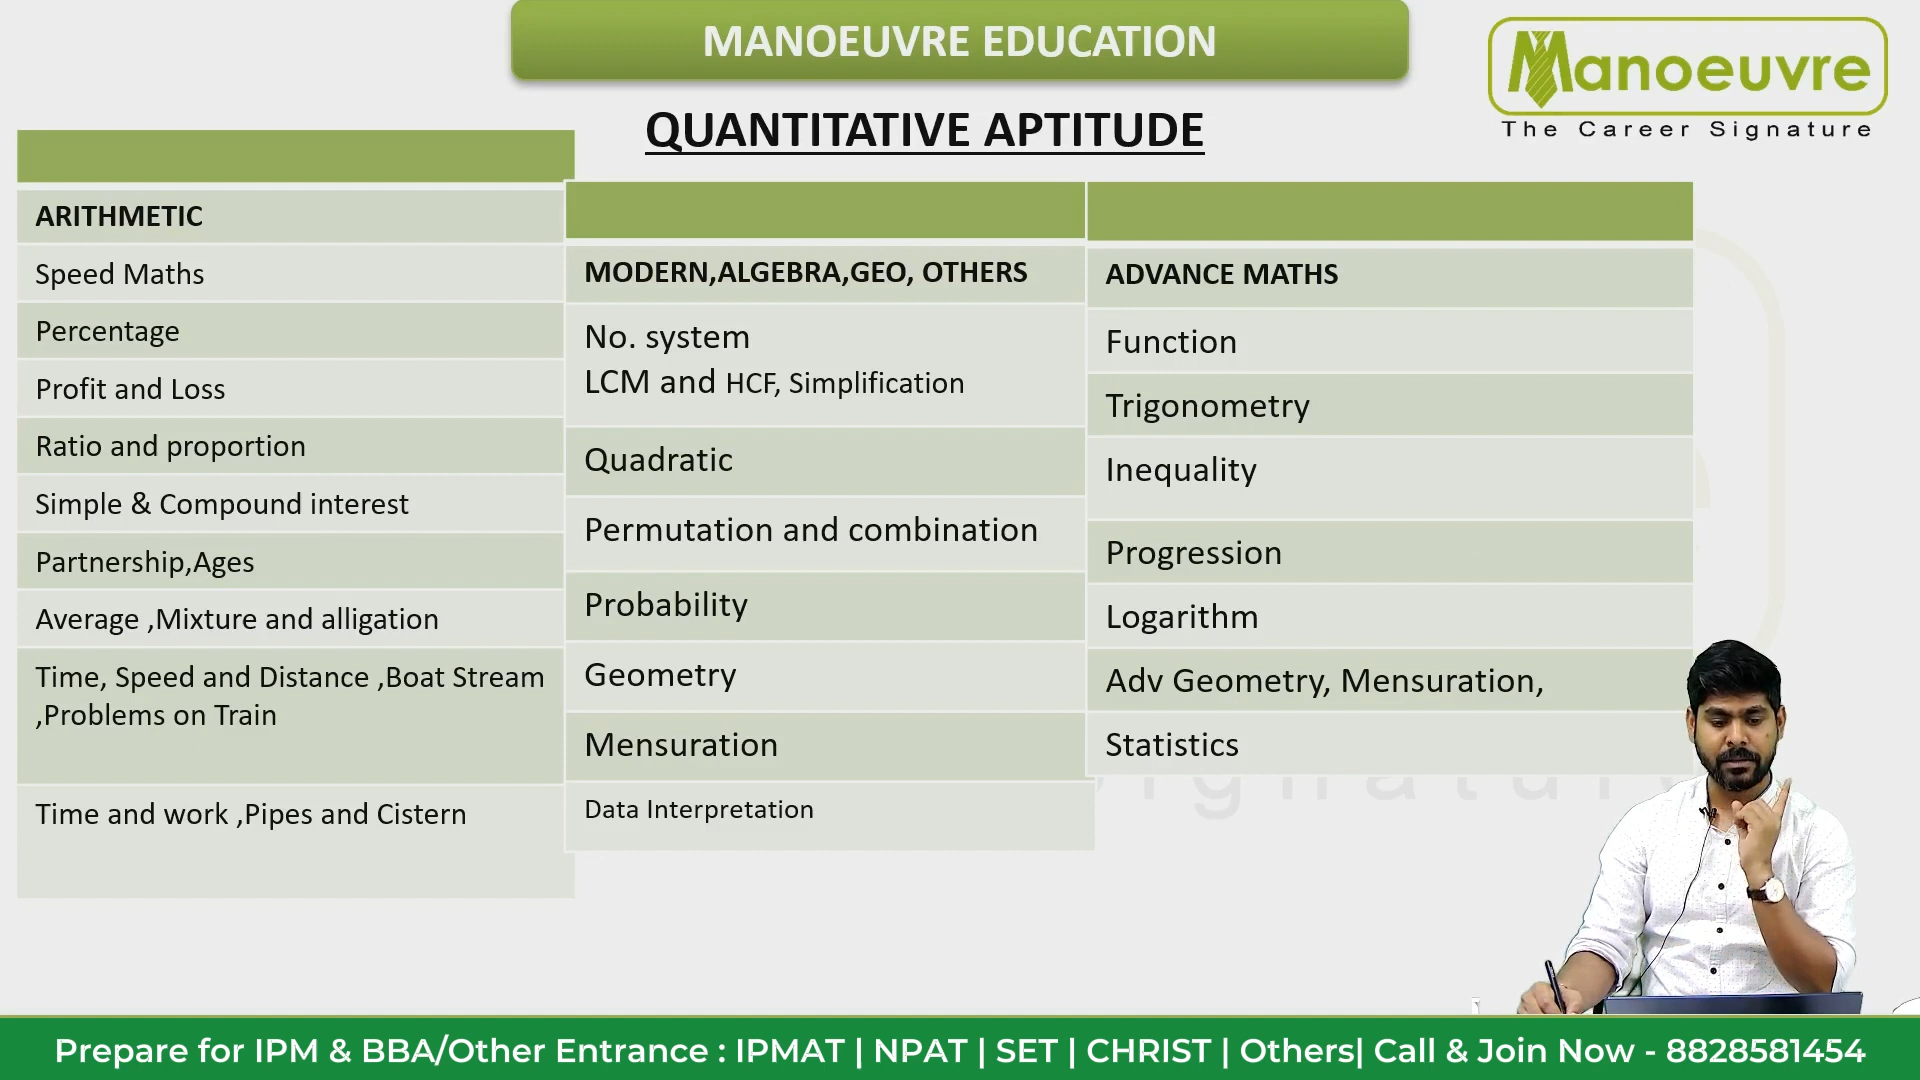 MANOEUVRE EDUCATION
Manoeuvre
The Career Signature
QUANTITATIVE APTITUDE
ARITHMETIC
Speed Maths
Percentage
Profit and Loss
Ratio and proportion
Simple & Compound interest
Partnership,Ages
Average ,Mixture and alligation
Time, Speed and Distance ,Boat Stream
,Problems on Train
Time and work ,Pipes and Cistern
MODERN,ALGEBRA,GEO, OTHERS
No. system
LCM and HCF, Simplification
Quadratic
Permutation and combination
Probability
Geometry
Mensuration
Data Interpretation
ADVANCE MATHS
Function
Trigonometry
Inequality
Progression
Logarithm
Adv Geometry, Mensuration,
Statistics
Prepare for IPM & BBA/Other Entrance : IPMAT | NPAT | SET | CHRIST | Others| Call & Join Now - 8828581454